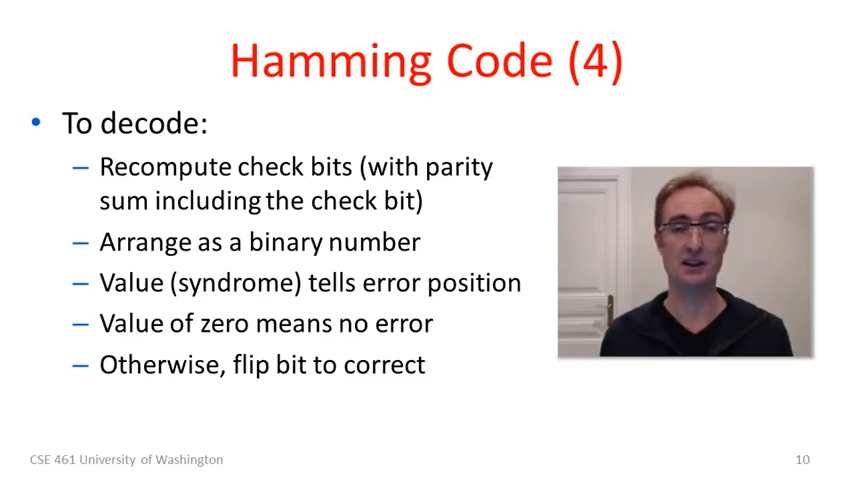 Hamming Code (4)
• To decode:
– Recompute check bits (with parity
sum including the check bit)
– Arrange as a binary number
– Value (syndrome) tells error position
– Value of zero means no error
– Otherwise, flip bit to correct
CSE 461 University of Washington
10